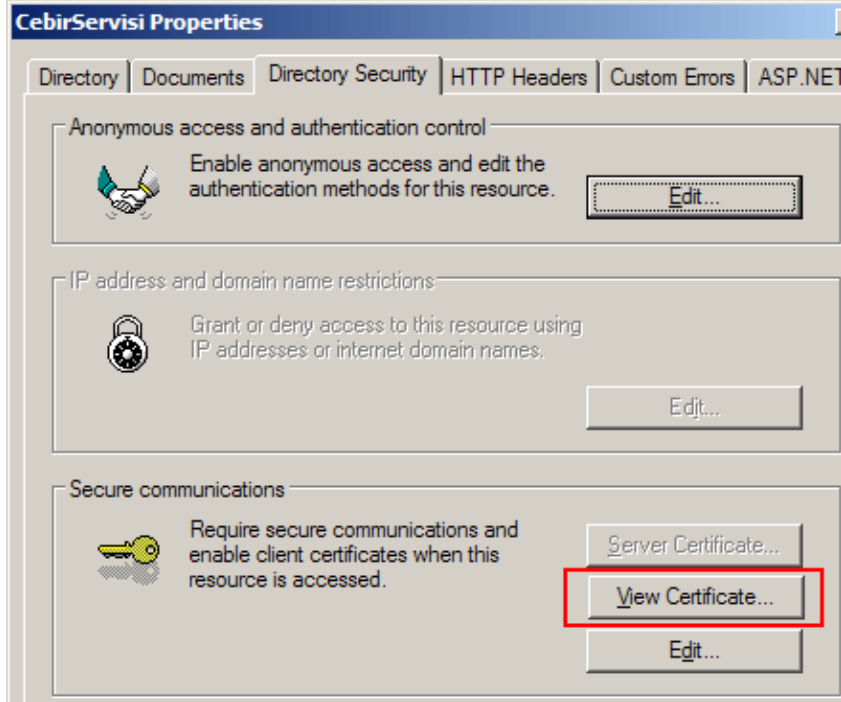 CebirServisi Properties
Directory Documents Directory Security HTTP Headers Custom Errors ASP.NET
Anonymous access and authentication control
Enable anonymous access and edit the
authentication methods for this resource.
Edit...
IP address and domain name restrictions
Grant or deny access to this resource using
IP addresses or internet domain names.
Edit...
Secure communications
Require secure communications and
enable client certificates when this
resource is accessed.
Server Certificate...
View Certificate...
Edit...